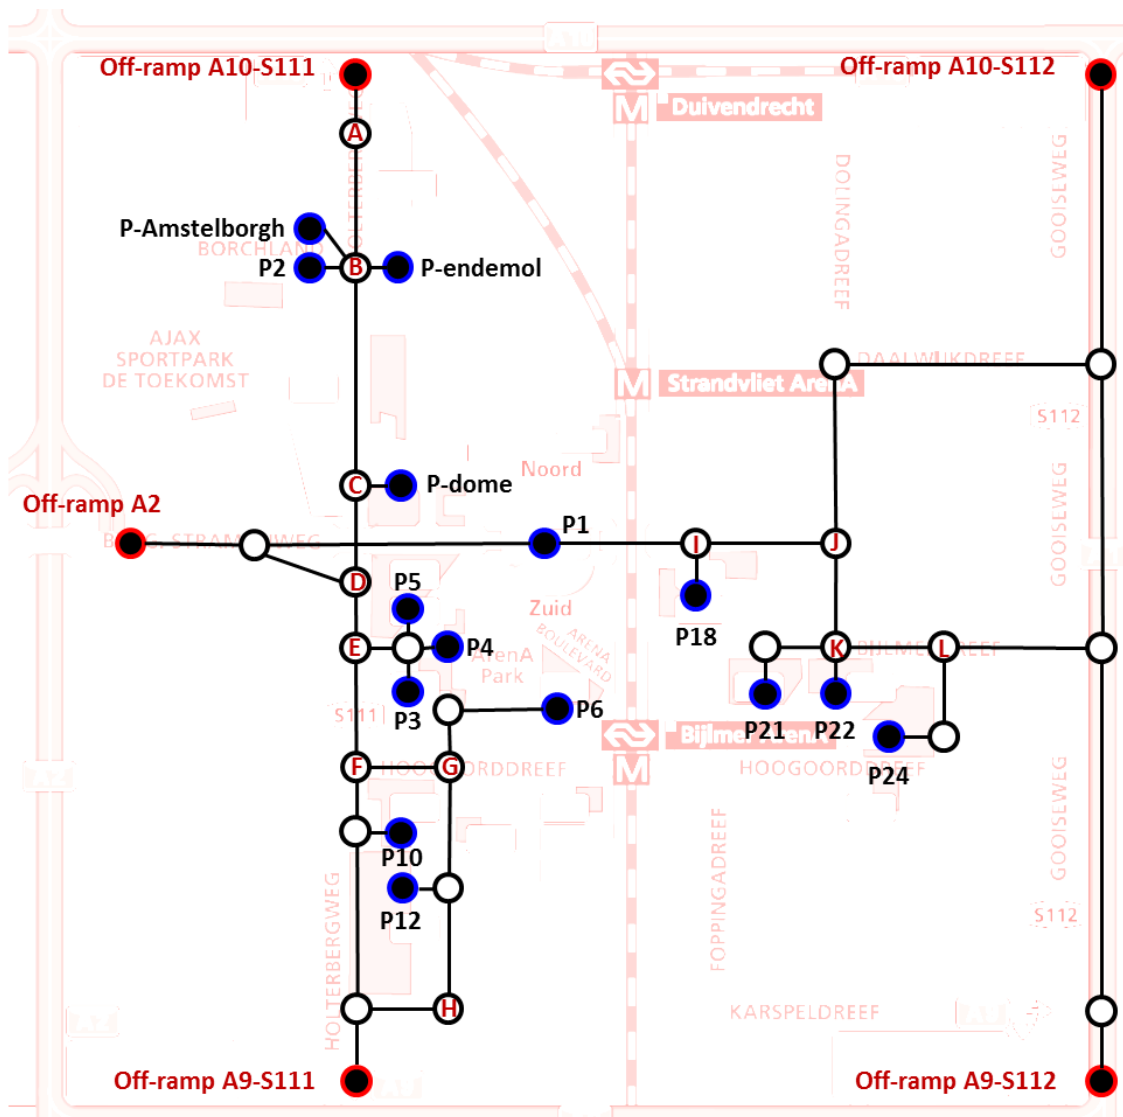 Off-ramp A10-S111
Off-ramp A10-S112
A
M Duivendrecht
DOLINGADREEF
GOOISEWEG
P-Amstelborgh
BORCHLAND
P2
B
P-endemol
AJAX
SPORTPARK
DE TOEKOMST
DAALWIJKDREEF
M Strandvliet ArenA
S112
Noord
C
P-dome
GOOISEWEG
Off-ramp A2
P1
I
J
D
P5
Zuid
P18
ARENA
BOULEVARD
E
P4
ArenA
Park
K
BIJLMERDREEF
L
P3
S111
P6
P21
P22
Bijlmer ArenA
M
F
HOOGOORDDREEF
G
HOOGOORDDREEF
P24
GOOISEWEG
P10
P12
HOLTERBERGWEG
FOPPINGADREEF
S112
H
KARSPELDREEF
Off-ramp A9-S111
Off-ramp A9-S112